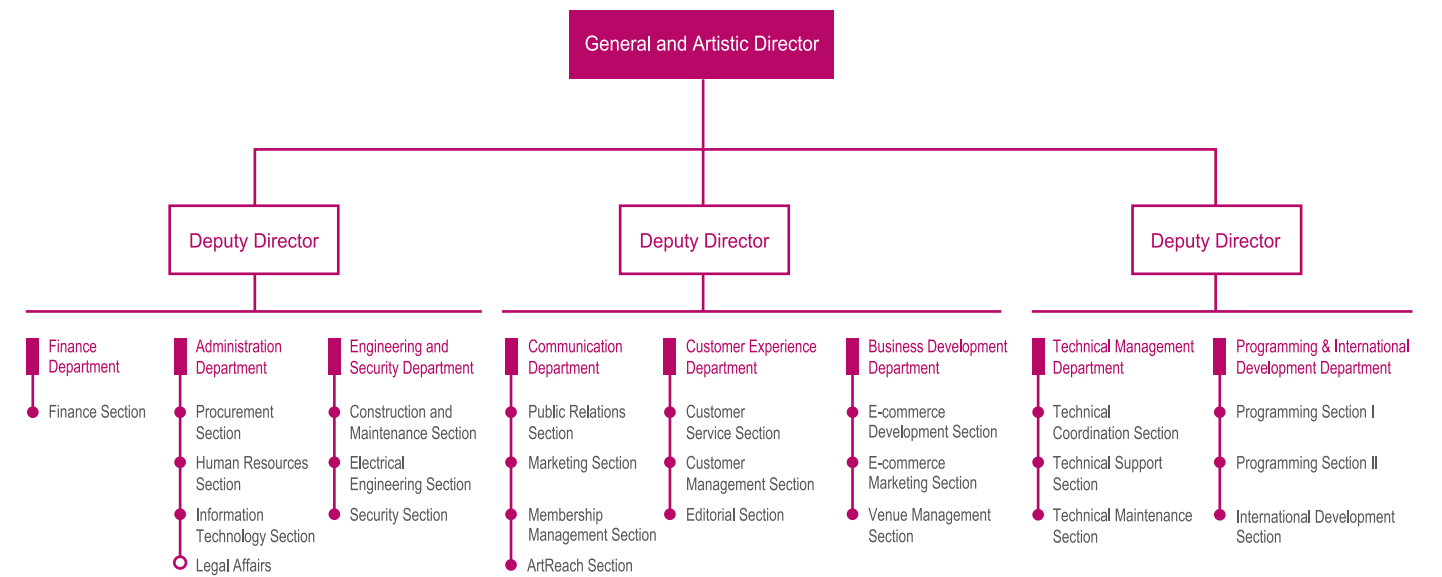 General and Artistic Director
Deputy Director
Deputy Director
Deputy Director
Finance
Department
Finance Section
Administration
Department
Procurement
Section
Human Resources
Section
Information
Technology Section
Legal Affairs
Engineering and
Security Department
Construction and
Maintenance Section
Electrical
Engineering Section
Security Section
Communication
Department
Public Relations
Section
Marketing Section
Membership
Management Section
ArtReach Section
Customer Experience
Department
Customer
Service Section
Customer
Management Section
Editorial Section
Business Development
Department
E-commerce
Development Section
E-commerce
Marketing Section
Venue Management
Section
Technical Management
Department
Technical
Coordination Section
Technical Support
Section
Technical Maintenance
Section
Programming & International
Development Department
Programming Section I
Programming Section II
International Development
Section